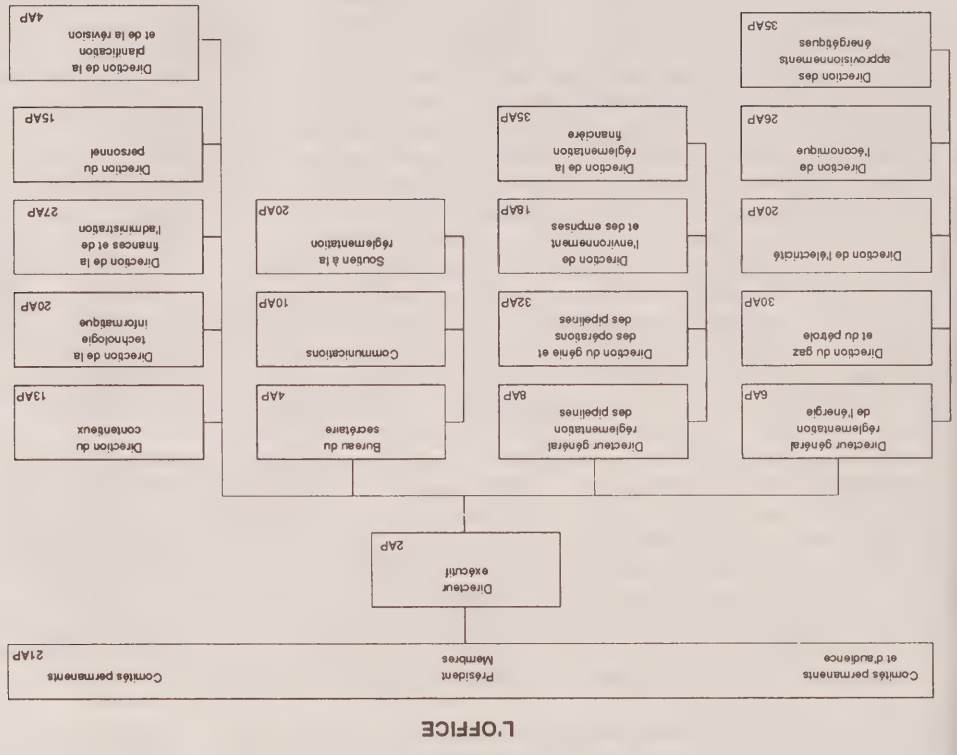 L'OFFICE
Comités permanents
et d'audience
Président
Membres
Comités permanents
21AP
Directeur
exécutif
2AP
Directeur général
réglementation
de l'énergie
6AP
Direction du gaz
et du pétrole
30AP
Direction de l'électricité
20AP
Direction de
l'économique
26AP
Direction des
approvisionnements
énergétiques
35AP
Directeur général
réglementation
des pipelines
8AP
Direction du génie et
des opérations
des pipelines
32AP
Direction de
l'environnement
et des emprises
18AP
Direction de la
réglementation
financière
35AP
Bureau du
secrétaire
4AP
Communications
10AP
Soutien à la
réglementation
20AP
Direction du
contentieux
13AP
Direction de la
technologie
informatique
20AP
Direction de la
finances et de
l'administration
27AP
Direction du
personnel
15AP
Direction de la
planification
et de la révision
4AP